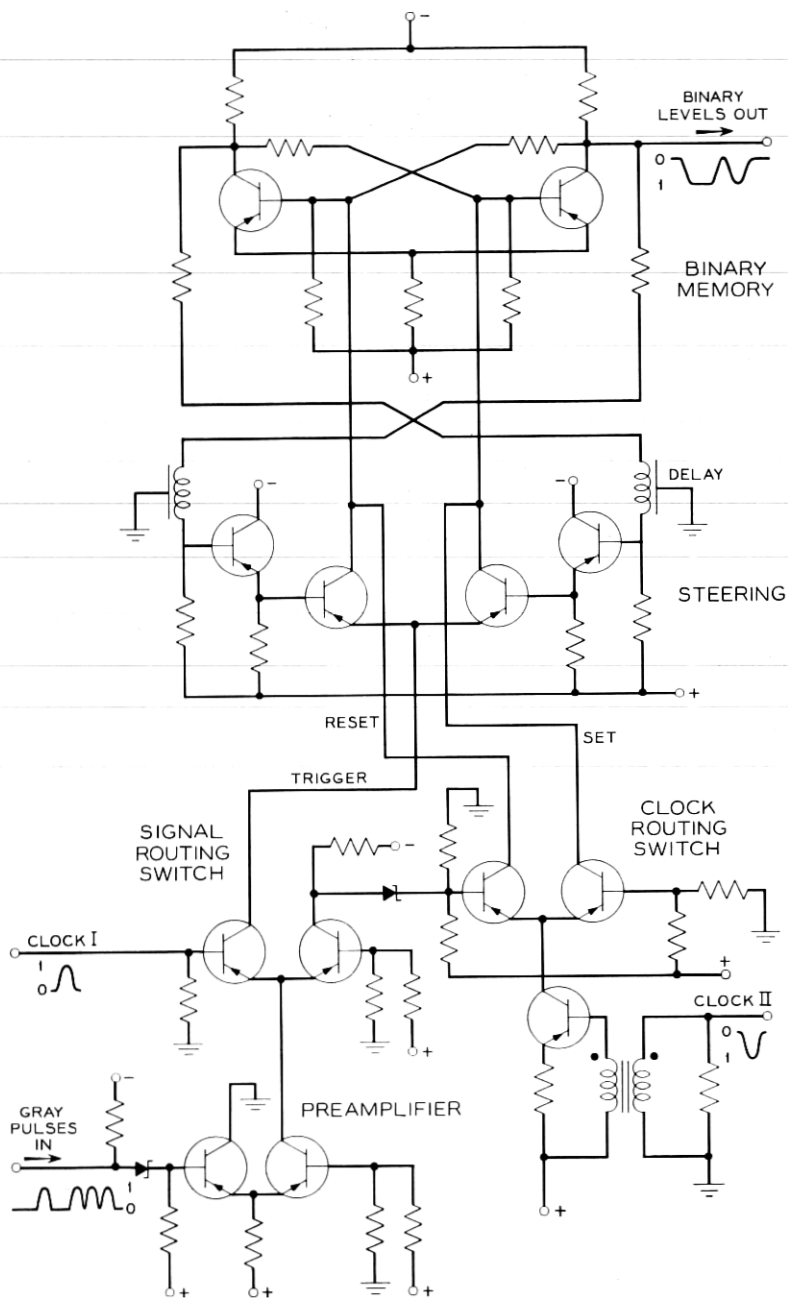 -
BINARY
LEVELS OUT
0
1
BINARY
MEMORY
+
-
-
DELAY
STEERING
+
RESET
SET
TRIGGER
SIGNAL
ROUTING
SWITCH
-
CLOCK
ROUTING
SWITCH
CLOCK I
1
0
+
+
CLOCK II
0
1
-
PREAMPLIFIER
GRAY
PULSES
IN
1
0
+
+
+
+